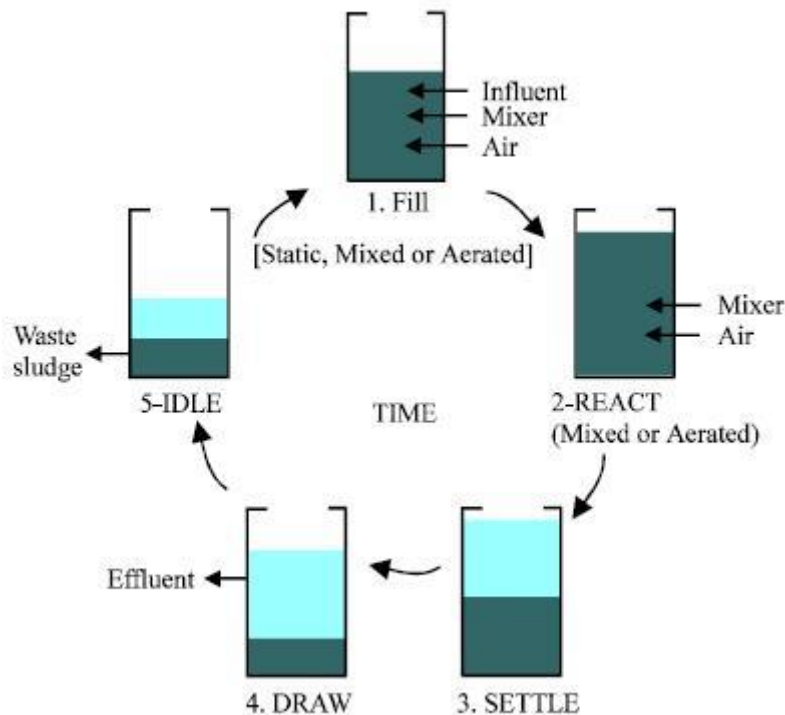 Influent
Mixer
Air
1. Fill
[Static, Mixed or Aerated]
Mixer
Air
2-REACT
(Mixed or Aerated)
3. SETTLE
Effluent
4. DRAW
Waste
sludge
5-IDLE
TIME